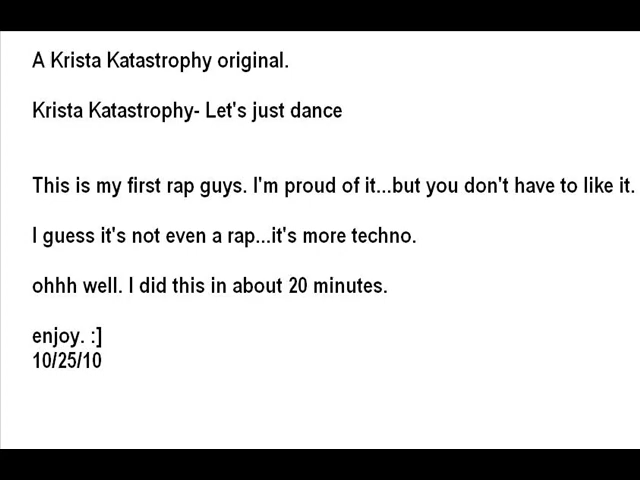 A Krista Katastrophy original.
Krista Katastrophy- Let's just dance
This is my first rap guys. I'm proud of it...but you don't have to like it.
I guess it's not even a rap...it's more techno.
ohhh well. I did this in about 20 minutes.
enjoy. :]
10/25/10